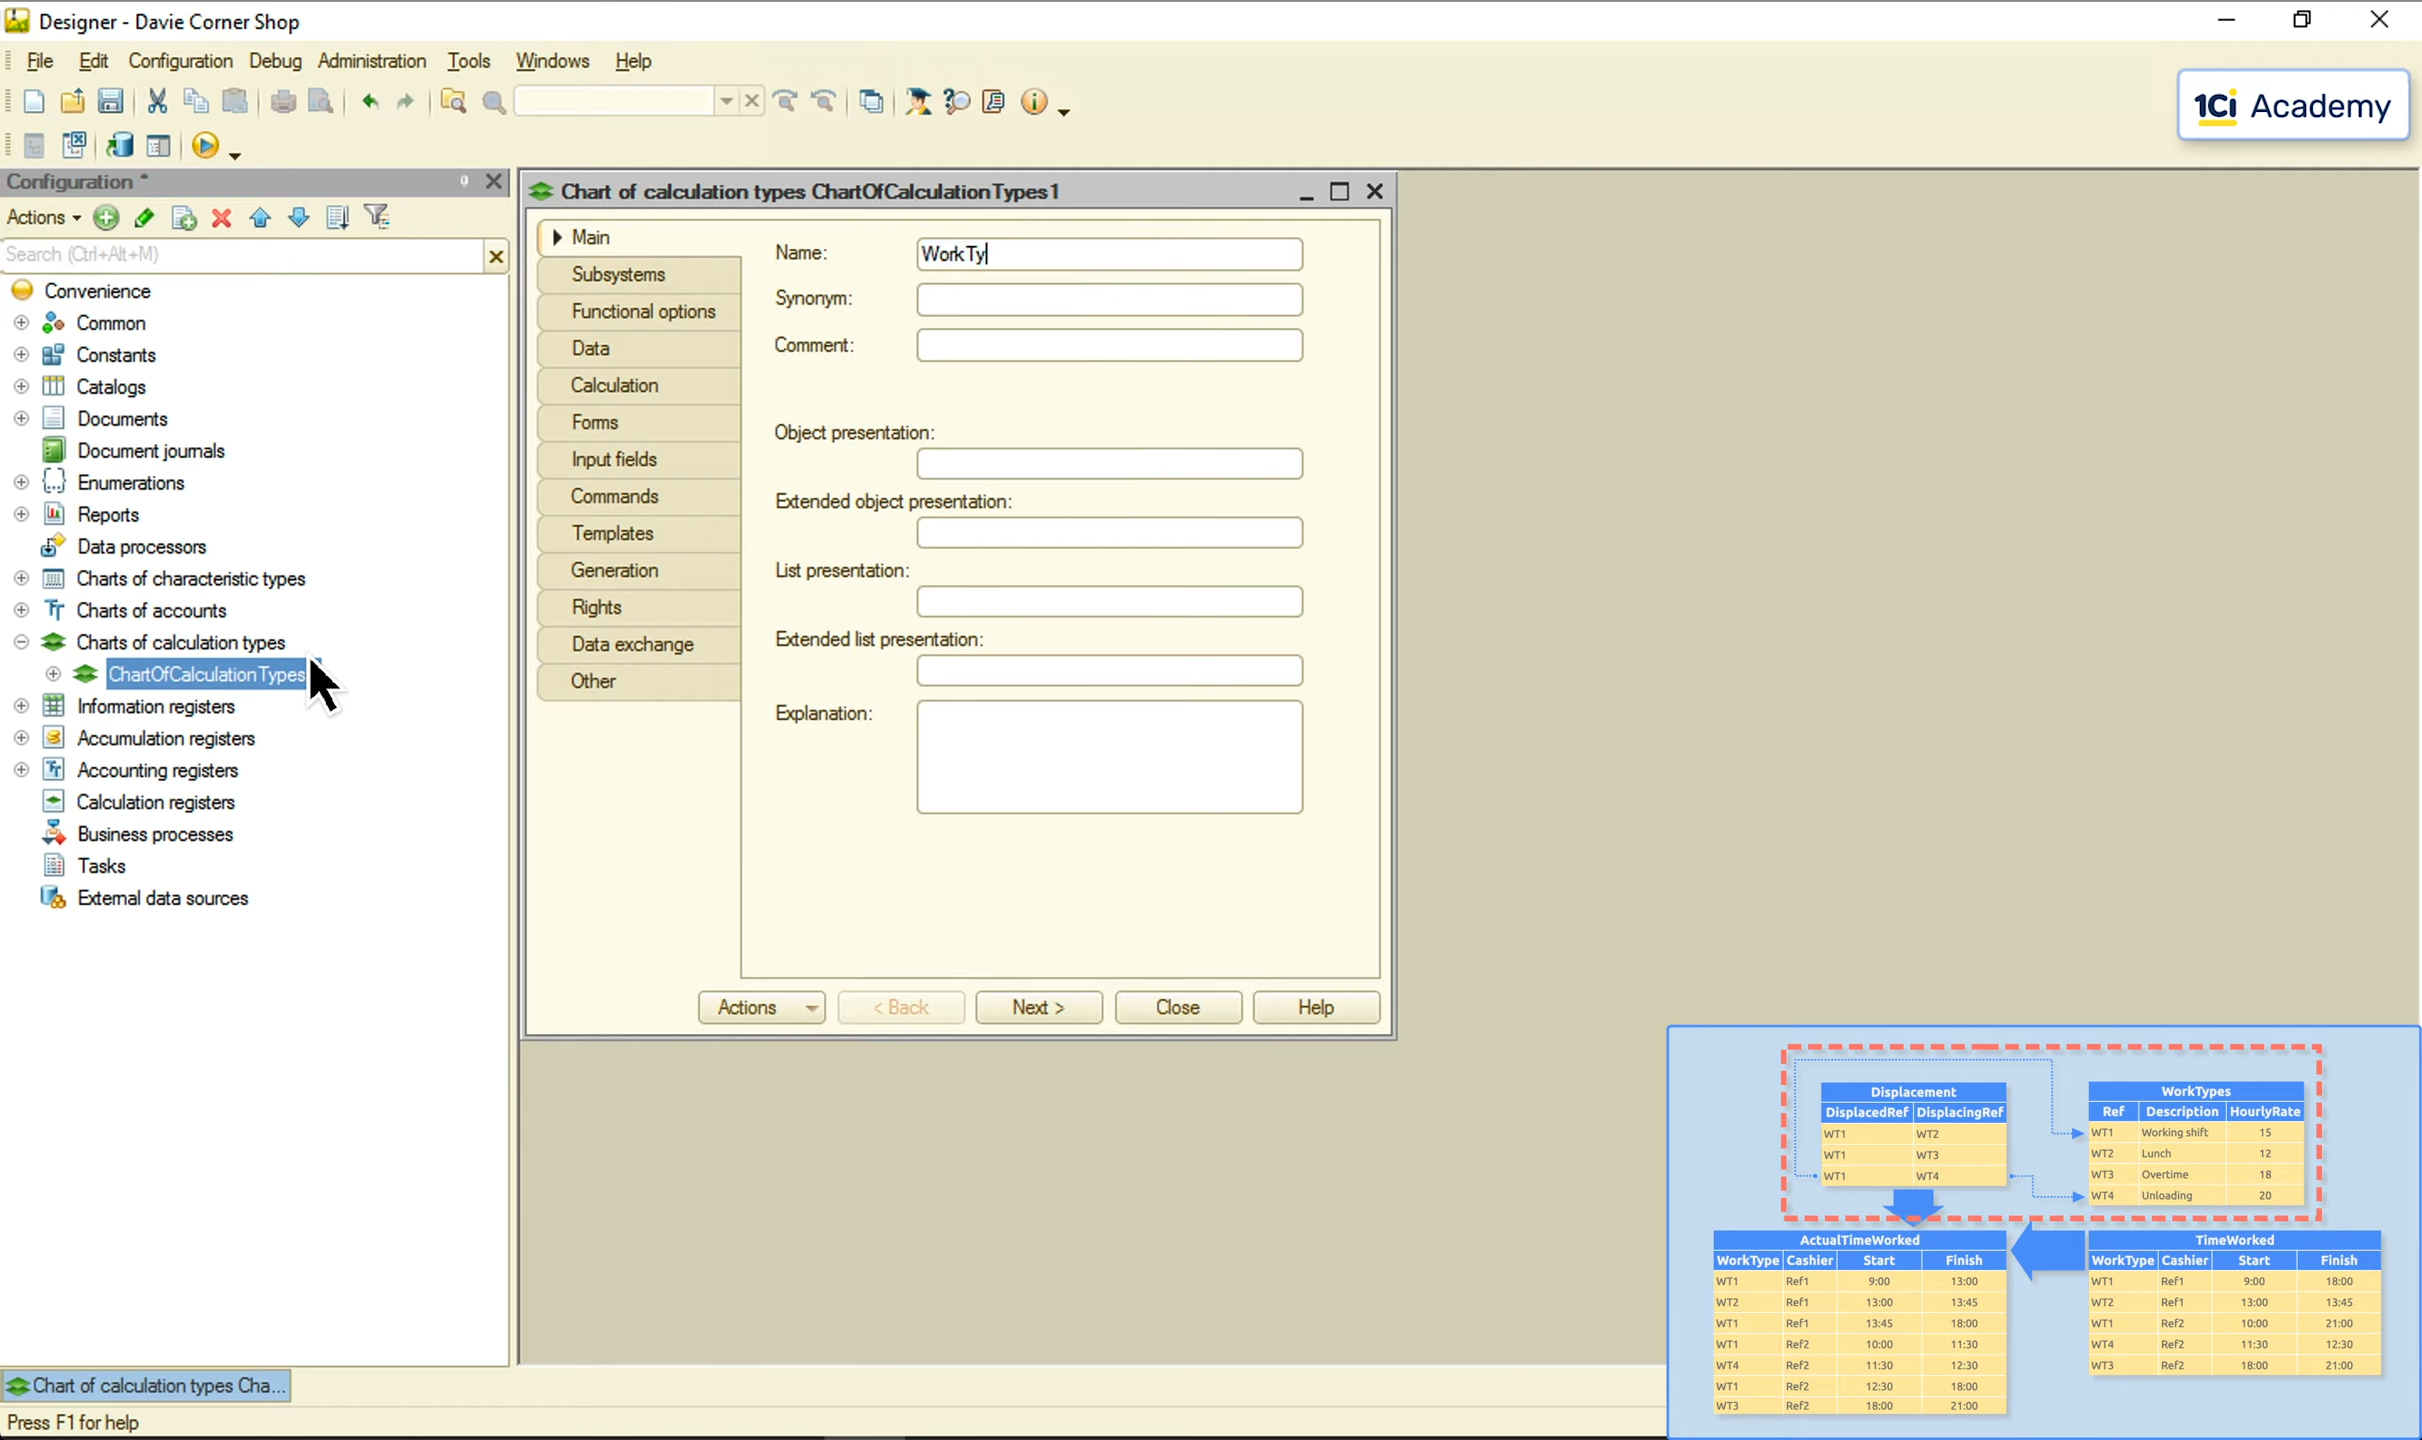 Designer - Davie Corner Shop
File Edit Configuration Debug Administration Tools Windows Help
1Ci Academy
Configuration *
Actions
Search (Ctrl+Alt+M)
Convenience
Common
Constants
Catalogs
Documents
Document journals
Enumerations
Reports
Data processors
Charts of characteristic types
Charts of accounts
Charts of calculation types
ChartOfCalculationTypes
Information registers
Accumulation registers
Accounting registers
Calculation registers
Business processes
Tasks
External data sources
Chart of calculation types ChartOfCalculationTypes1
Main
Subsystems
Functional options
Data
Calculation
Forms
Input fields
Commands
Templates
Generation
Rights
Data exchange
Other
Name: WorkTy
Synonym:
Comment:
Object presentation:
Extended object presentation:
List presentation:
Extended list presentation:
Explanation:
Actions < Back Next > Close Help
Displacement
DisplacedRef DisplacingRef
WT1 WT2
WT1 WT3
WT1 WT4
WorkTypes
Ref Description HourlyRate
WT1 Working shift 15
WT2 Lunch 12
WT3 Overtime 18
WT4 Unloading 20
ActualTimeWorked
WorkType Cashier Start Finish
WT1 Ref1 9:00 13:00
WT2 Ref1 13:00 13:45
WT1 Ref1 13:45 18:00
WT1 Ref2 10:00 11:30
WT4 Ref2 11:30 12:30
WT1 Ref2 12:30 18:00
WT3 Ref2 18:00 21:00
TimeWorked
WorkType Cashier Start Finish
WT1 Ref1 9:00 18:00
WT2 Ref1 13:00 13:45
WT1 Ref2 10:00 21:00
WT4 Ref2 11:30 12:30
WT3 Ref2 18:00 21:00
Chart of calculation types Cha...
Press F1 for help